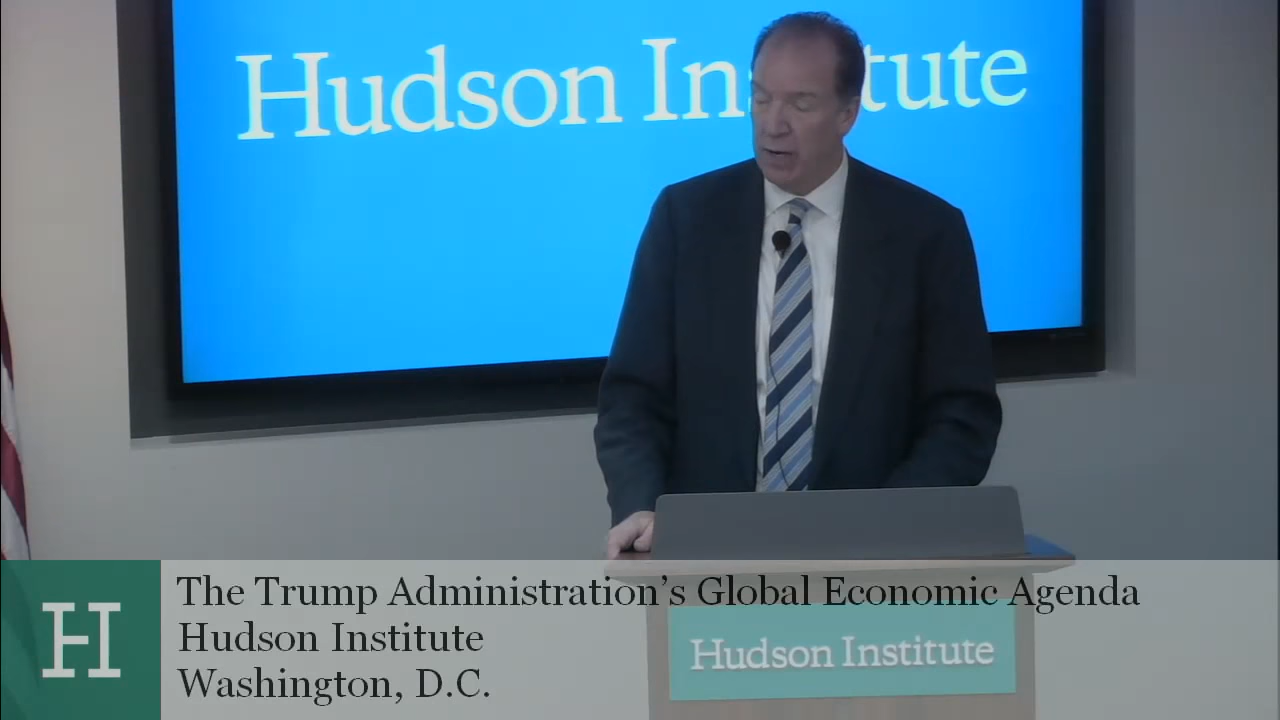 Hudson In tute
The Trump Administration’s Global Economic Agenda
Hudson Institute
Washington, D.C.
H
Hudson Institute